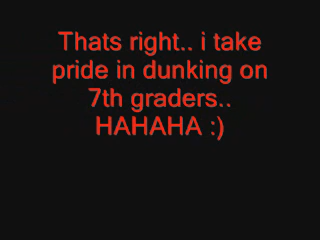 Thats right.. i take
pride in dunking on
7th graders..
HAHAHA :)